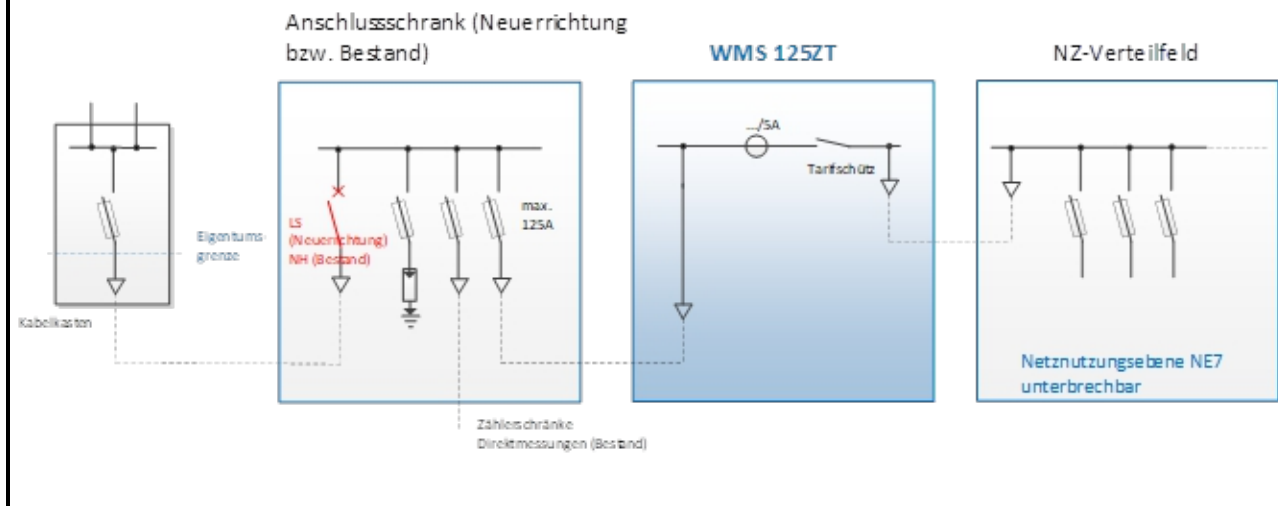 Anschlussschrank (Neuerrichtung
bzw. Bestand)
WMS 125ZT
NZ-Verteilfeld
.../5A
Tarifschütz
max.
125A
LS
(Neuerrichtung)
NH (Bestand)
Eigentums-
grenze
Kabelkasten
Netznutzungsebene NE7
unterbrechbar
Zählerschränke
Direktmessungen (Bestand)